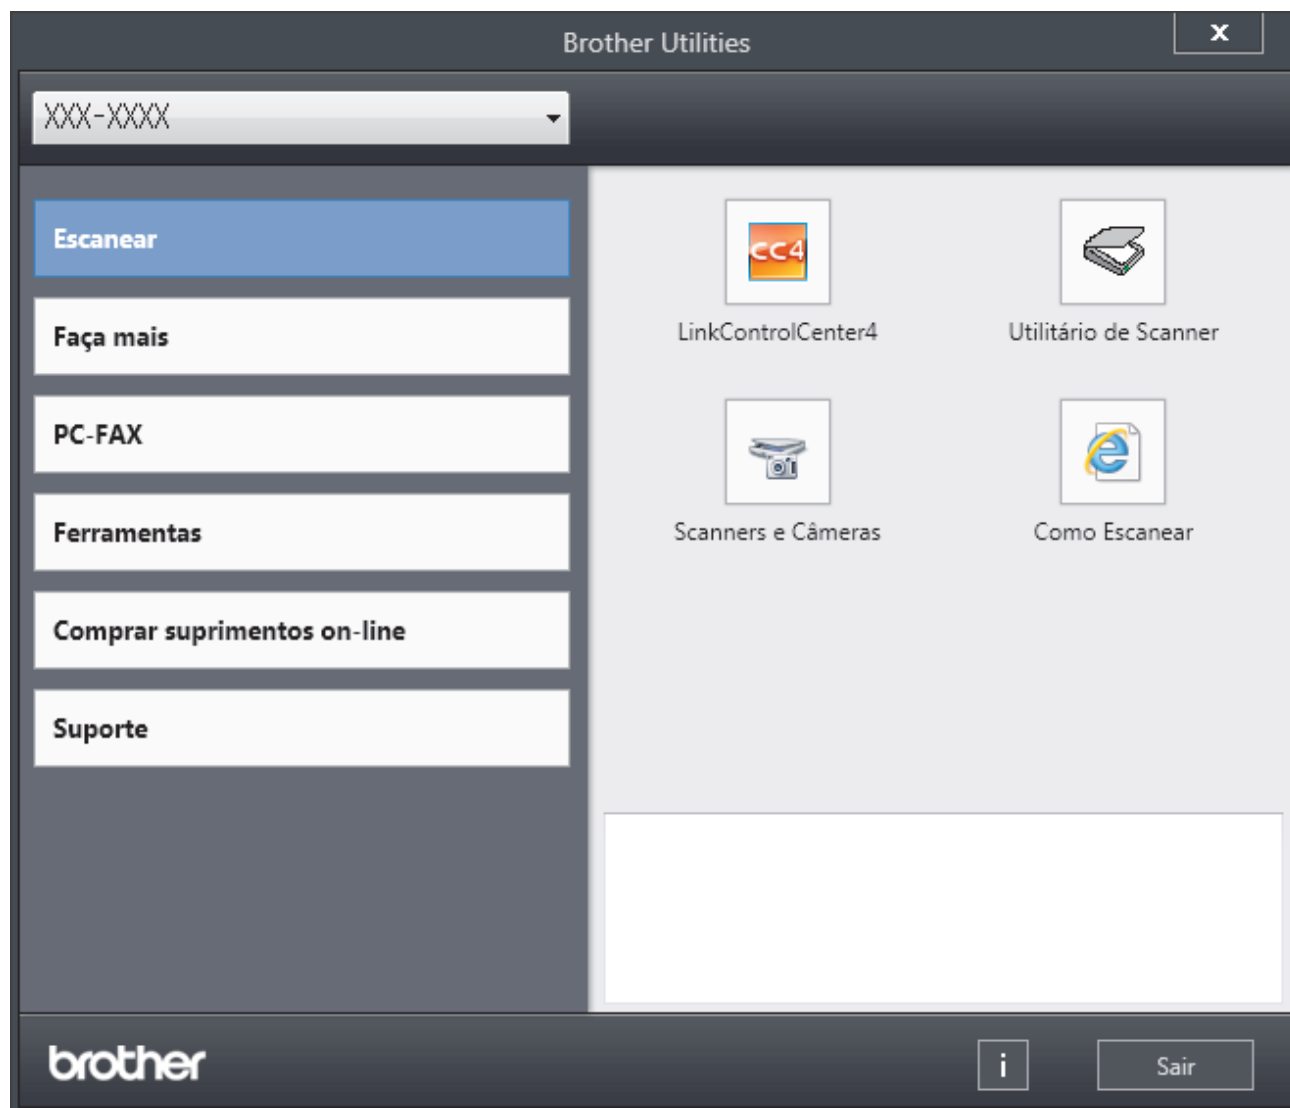 Brother Utilities
x
XXX-XXXX
Escanear
Faça mais
PC-FAX
Ferramentas
Comprar suprimentos on-line
Suporte
CC4
LinkControlCenter4
Utilitário de Scanner
Scanners e Câmeras
Como Escanear
brother
i
Sair